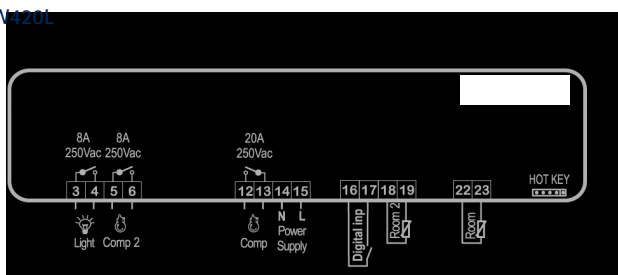 8A 8A 20A
250Vac 250Vac 250Vac
HOT KEY
3 4 5 6 12 13 14 15 16 17 18 19 22 23
Light Comp 2 Comp N L
Power
Supply
Digital inp
Room 2
Room